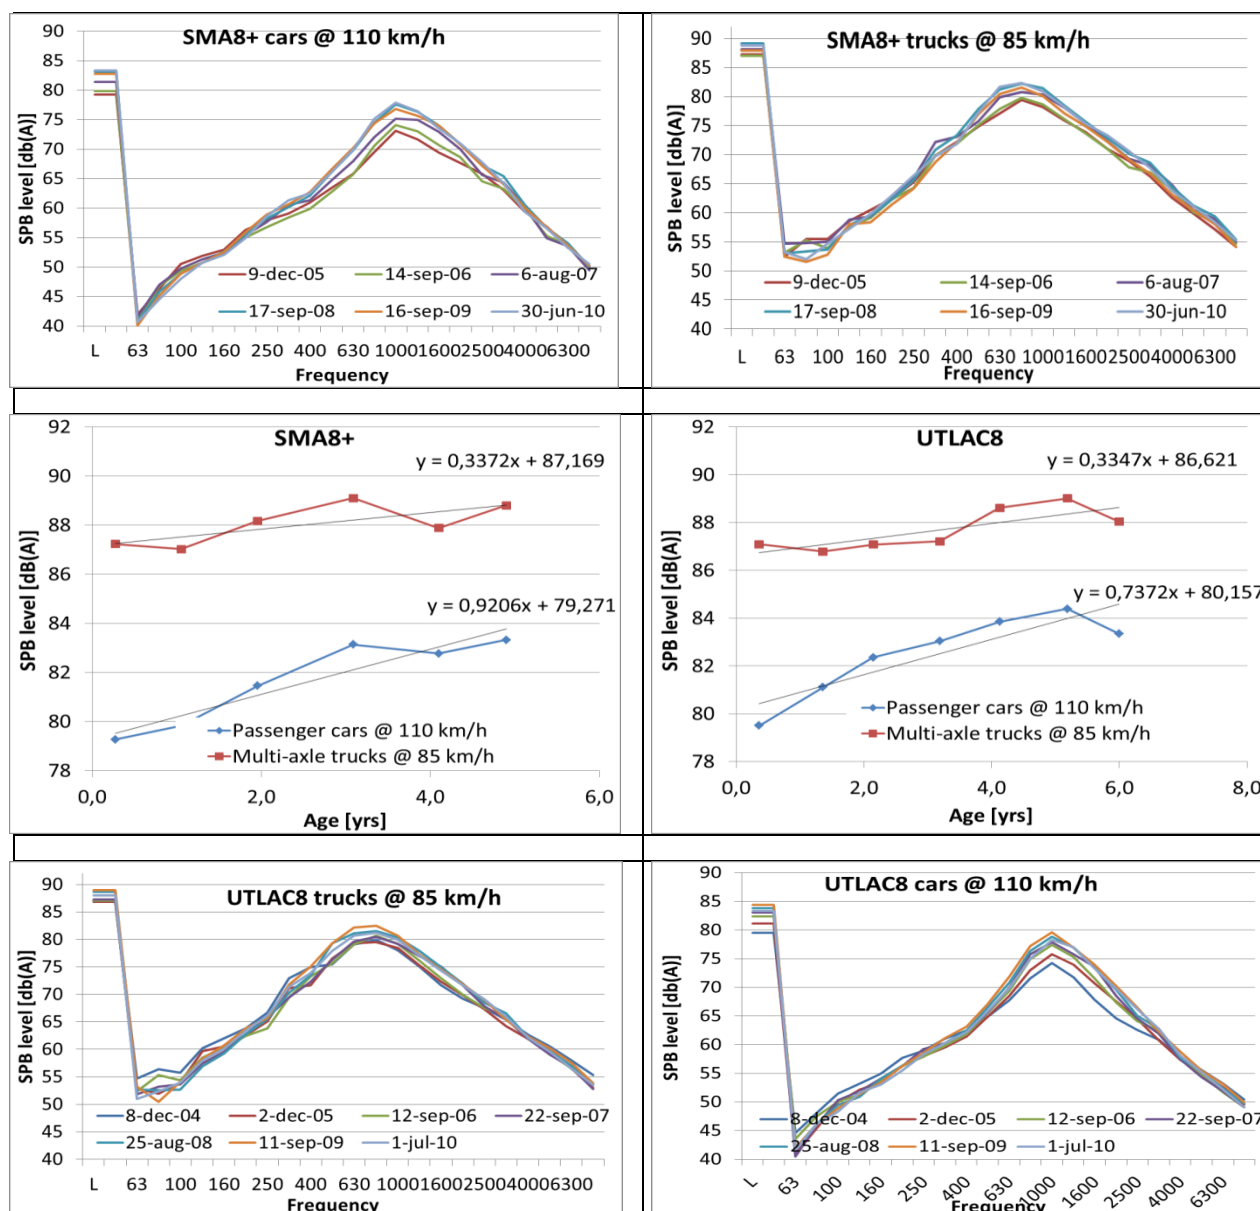 SMA8+ cars @ 110 km/h
SPB level [db(A)]
90
85
80
75
70
65
60
55
50
45
40
9-dec-05 14-sep-06 6-aug-07
17-sep-08 16-sep-09 30-jun-10
L 63 100 160 250 400 630 1000 1600 2500 4000 6300
Frequency
SMA8+ trucks @ 85 km/h
SPB level [db(A)]
90
85
80
75
70
65
60
55
50
45
40
9-dec-05 14-sep-06 6-aug-07
17-sep-08 16-sep-09 30-jun-10
L 63 100 160 250 400 630 1000 1600 2500 4000 6300
Frequency
SMA8+
SPB level [dB(A)]
92
90
88
86
84
82
80
78
y = 0,3372x + 87,169
y = 0,9206x + 79,271
Passenger cars @ 110 km/h
Multi-axle trucks @ 85 km/h
0,0 2,0 4,0 6,0
Age [yrs]
UTLAC8
SPB level [dB(A)]
92
90
88
86
84
82
80
78
y = 0,3347x + 86,621
y = 0,7372x + 80,157
Passenger cars @ 110 km/h
Multi-axle trucks @ 85 km/h
0,0 2,0 4,0 6,0 8,0
Age [yrs]
UTLAC8 trucks @ 85 km/h
SPB level [db(A)]
90
85
80
75
70
65
60
55
50
45
40
8-dec-04 2-dec-05 12-sep-06 22-sep-07
25-aug-08 11-sep-09 1-jul-10
L 63 100 160 250 400 630 1000 1600 2500 4000 6300
Frequency
UTLAC8 cars @ 110 km/h
SPB level [db(A)]
90
85
80
75
70
65
60
55
50
45
40
8-dec-04 2-dec-05 12-sep-06 22-sep-07
25-aug-08 11-sep-09 1-jul-10
L 63 100 160 250 400 630 1000 1600 2500 4000 6300
Frequency